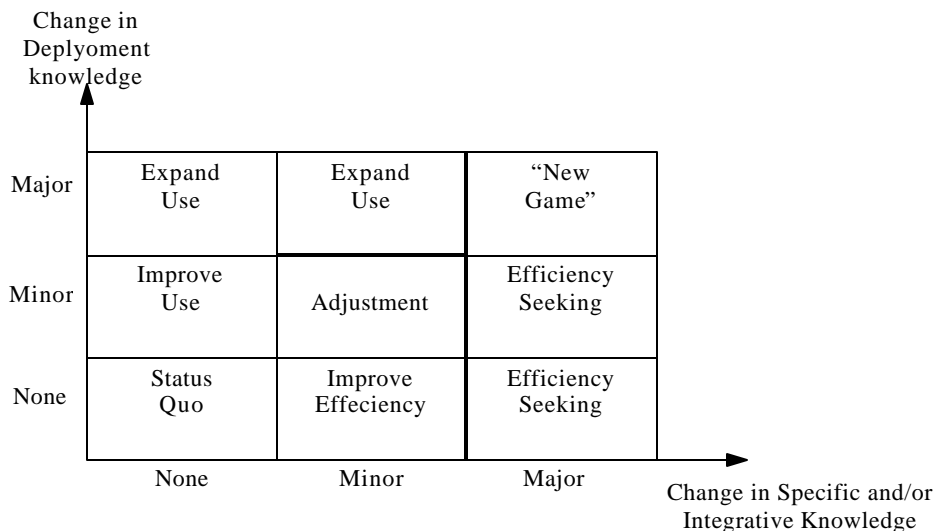 Change in
Deplyoment
knowledge
Major
Expand
Use
Expand
Use
“New
Game”
Minor
Improve
Use
Adjustment
Efficiency
Seeking
None
Status
Quo
Improve
Effeciency
Efficiency
Seeking
None
Minor
Major
Change in Specific and/or
Integrative Knowledge